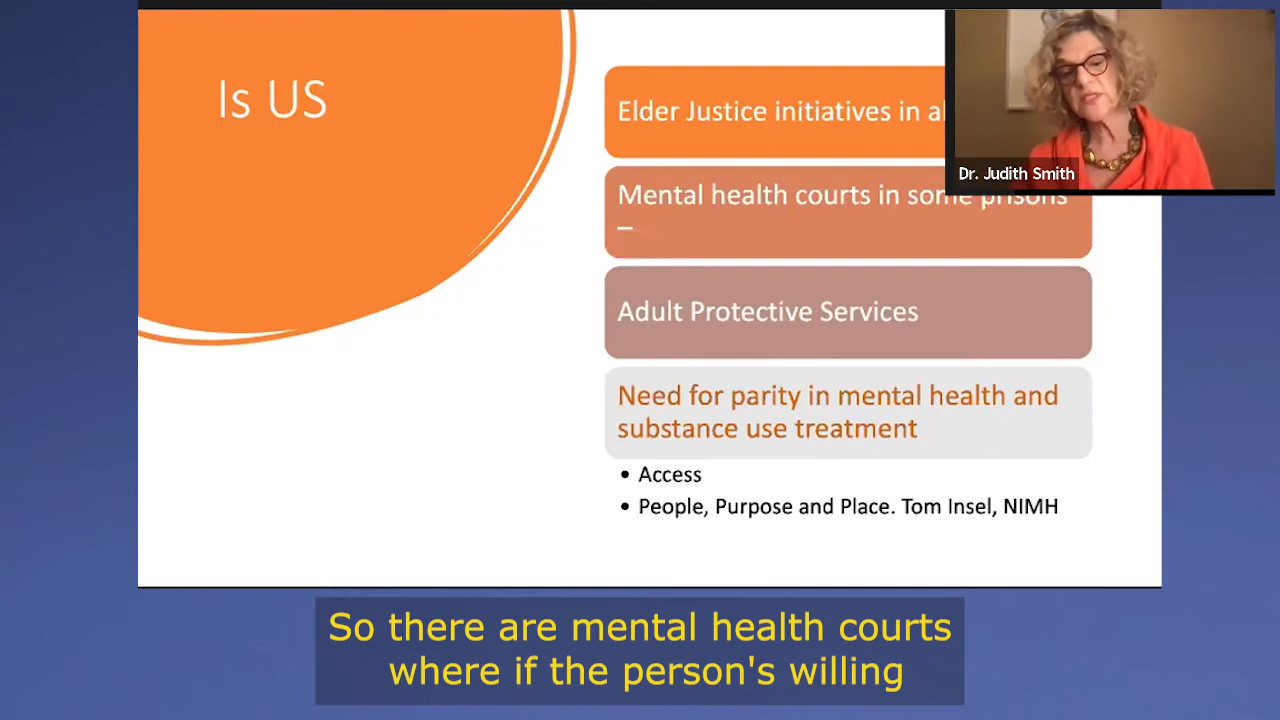 Is US
Elder Justice initiatives in
Dr. Judith Smith
Mental health courts in some prisons
–
Adult Protective Services
Need for parity in mental health and
substance use treatment
• Access
• People, Purpose and Place. Tom Insel, NIMH
So there are mental health courts
where if the person's willing